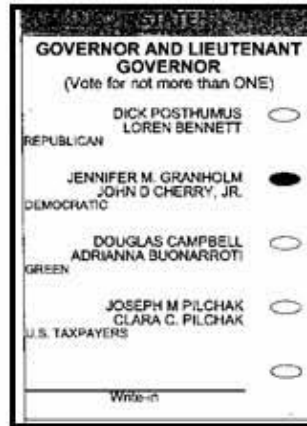 STATE
GOVERNOR AND LIEUTENANT
GOVERNOR
(Vote for not more than ONE)
DICK POSTHUMUS
LOREN BENNETT
REPUBLICAN
JENNIFER M. GRANHOLM
JOHN D CHERRY, JR.
DEMOCRATIC
DOUGLAS CAMPBELL
ADRIANNA BUONARROTI
GREEN
JOSEPH M PILCHAK
CLARA C. PILCHAK
U.S. TAXPAYERS
Write-in